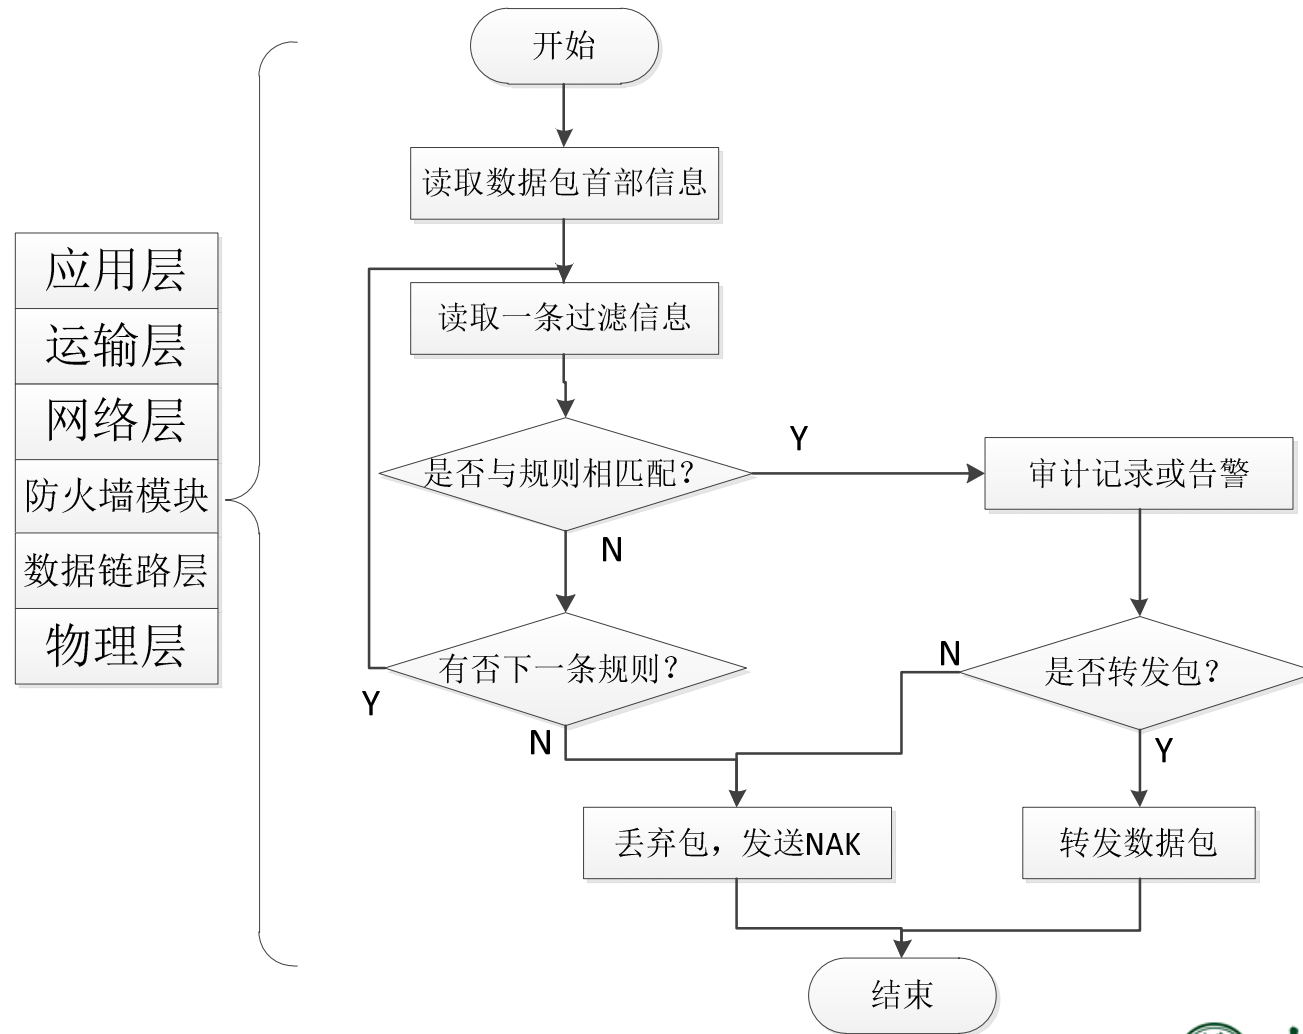 开始
读取数据包首部信息
读取一条过滤信息
是否与规则相匹配？
Y
审计记录或告警
N
有否下一条规则？
Y
N
是否转发包？
N
Y
丢弃包，发送NAK
转发数据包
结束
应用层
运输层
网络层
防火墙模块
数据链路层
物理层